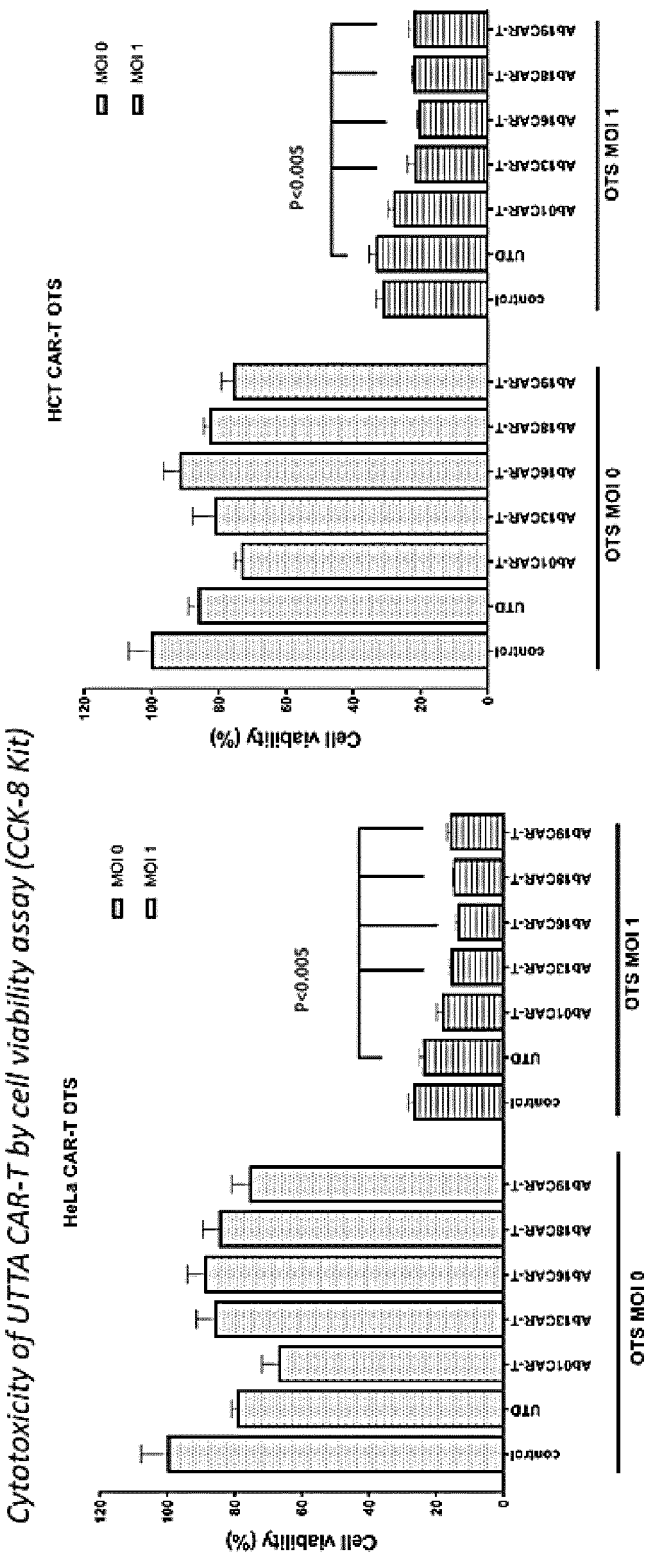 Cytotoxicity of UTTA CAR-T by cell viability assay (CCK-8 Kit)
HeLa CAR-T OTS
MOI 0
MOI 1
P<0.005
Cell viability (%)
120
100
80
60
40
20
0
control
UTD
Ab01CAR-T
Ab13CAR-T
Ab16CAR-T
Ab18CAR-T
Ab19CAR-T
control
UTD
Ab01CAR-T
Ab13CAR-T
Ab16CAR-T
Ab18CAR-T
Ab19CAR-T
OTS MOI 0
OTS MOI 1
HCT CAR-T OTS
MOI 0
MOI 1
P<0.005
Cell viability (%)
120
100
80
60
40
20
0
control
UTD
Ab01CAR-T
Ab13CAR-T
Ab16CAR-T
Ab18CAR-T
Ab19CAR-T
control
UTD
Ab01CAR-T
Ab13CAR-T
Ab16CAR-T
Ab18CAR-T
Ab19CAR-T
OTS MOI 0
OTS MOI 1